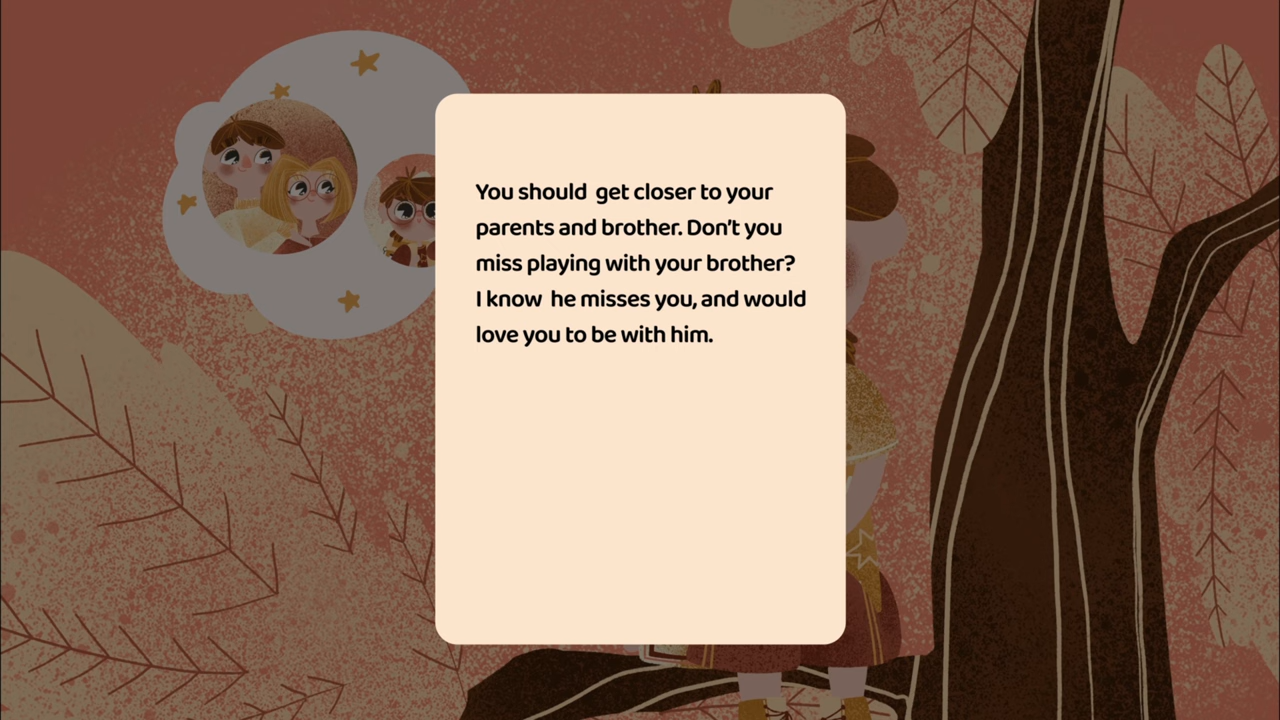 You should  get closer to your
parents and brother. Don't you
miss playing with your brother?
I know  he misses you, and would
love you to be with him.